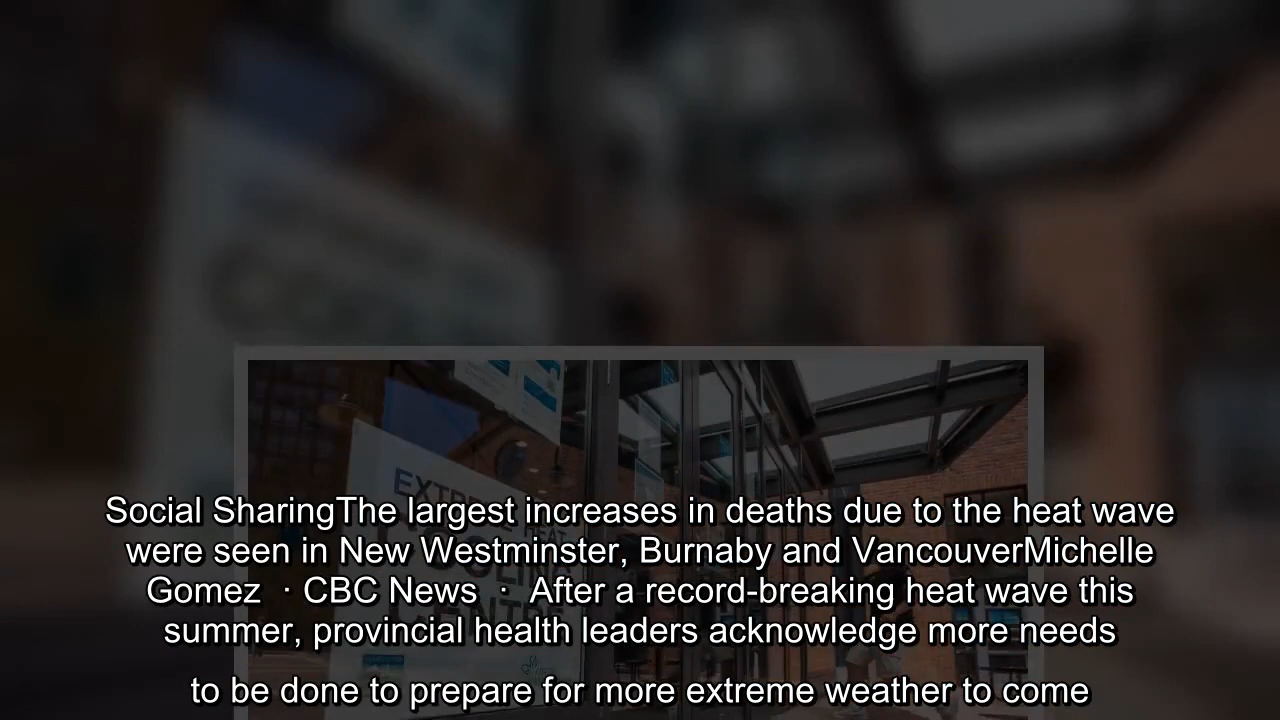 EXTREME HEAT
Social SharingThe largest increases in deaths due to the heat wave
were seen in New Westminster, Burnaby and VancouverMichelle
Gomez · CBC News · After a record-breaking heat wave this
summer, provincial health leaders acknowledge more needs
to be done to prepare for more extreme weather to come